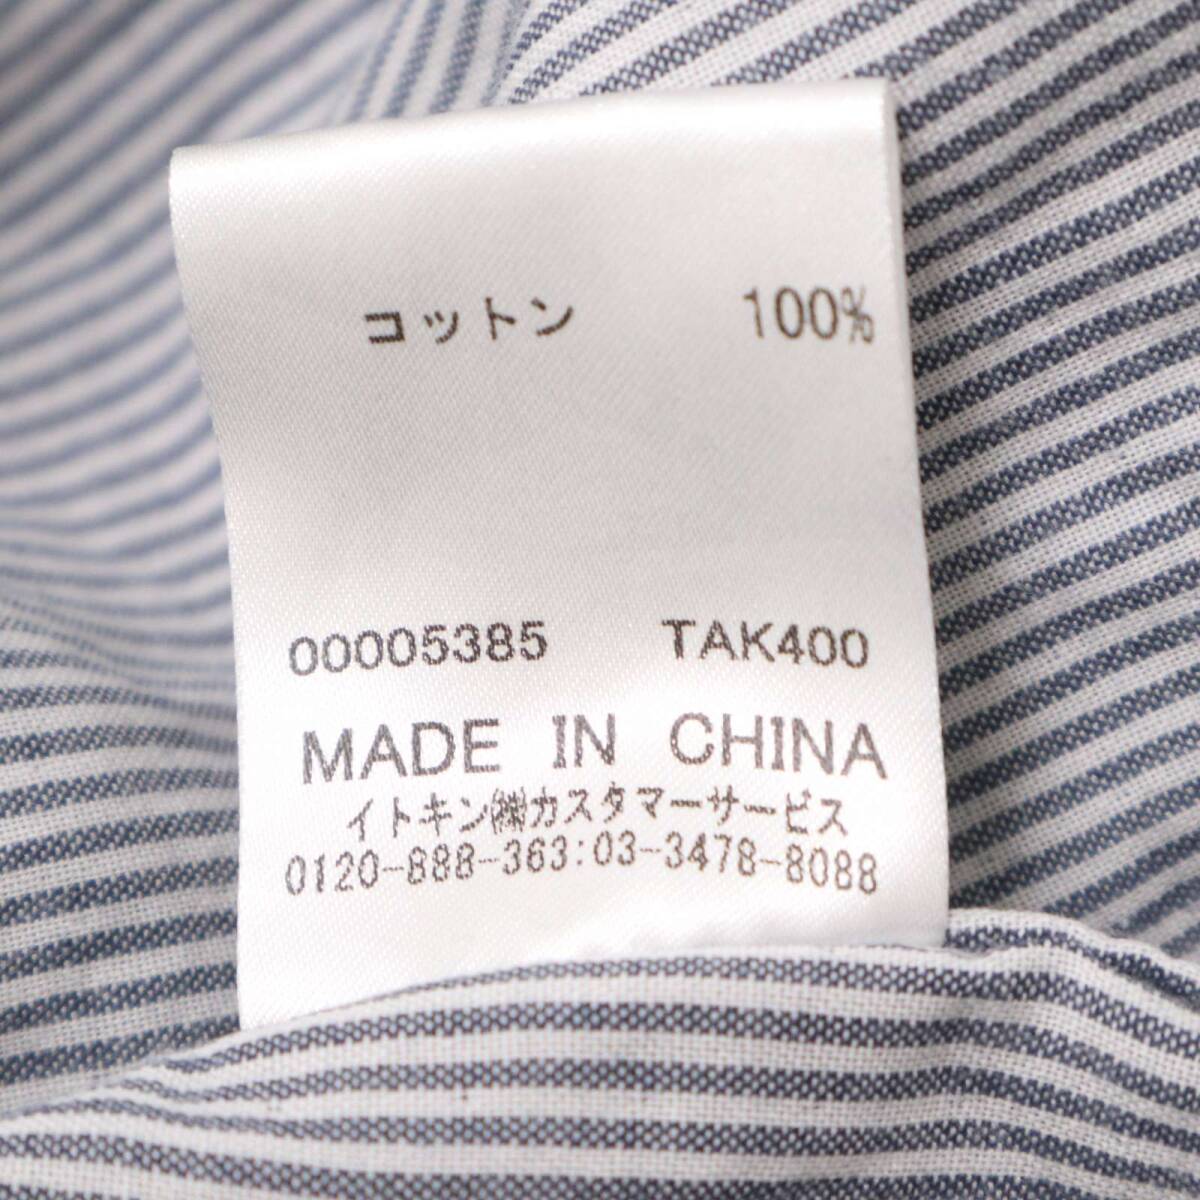 コットン 100%
00005385 TAK400
MADE IN CHINA
イトキン㈱カスタマーサービス
0120-888-363:03-3478-8088